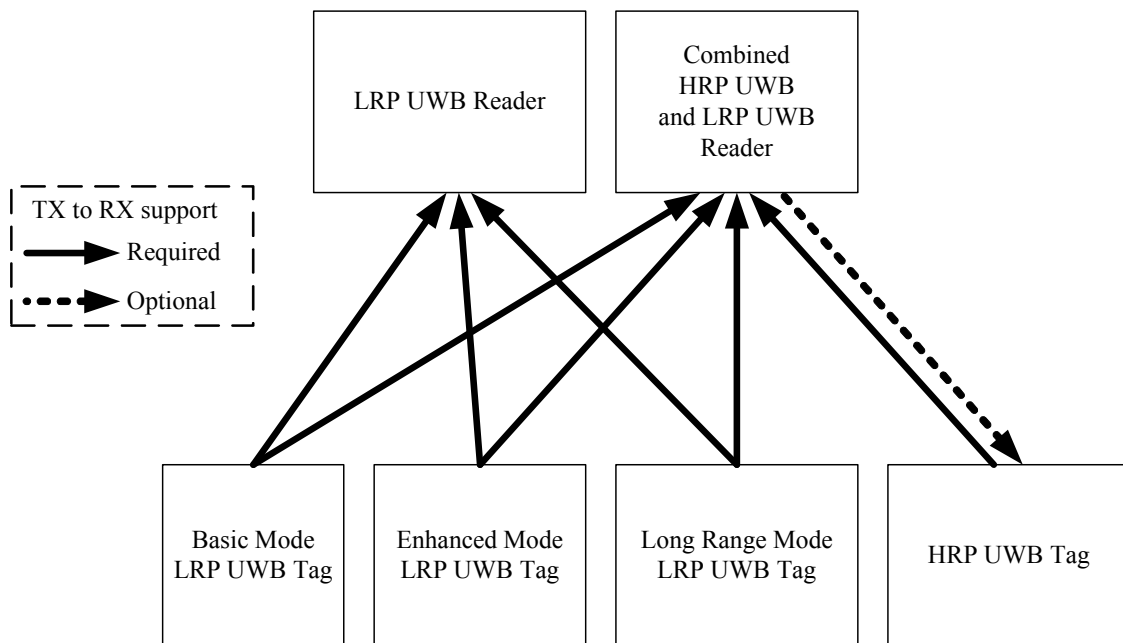 LRP UWB Reader
Combined
HRP UWB
and LRP UWB
Reader
TX to RX support
Required
Optional
Basic Mode
LRP UWB Tag
Enhanced Mode
LRP UWB Tag
Long Range Mode
LRP UWB Tag
HRP UWB Tag